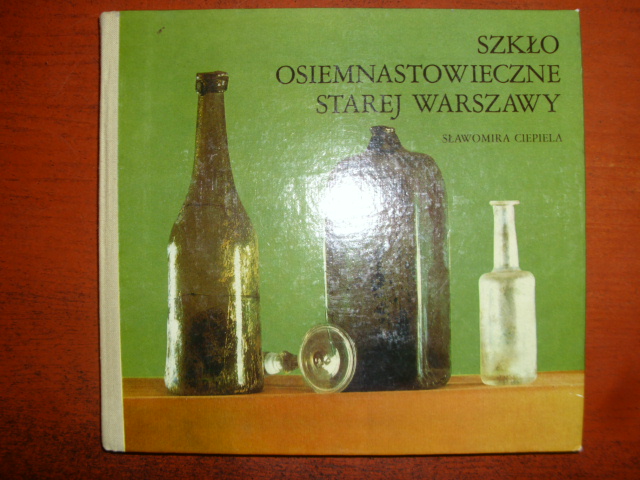 SZKŁO
OSIEMNASTOWIECZNE
STAREJ WARSZAWY
SŁAWOMIRA CIEPIELA